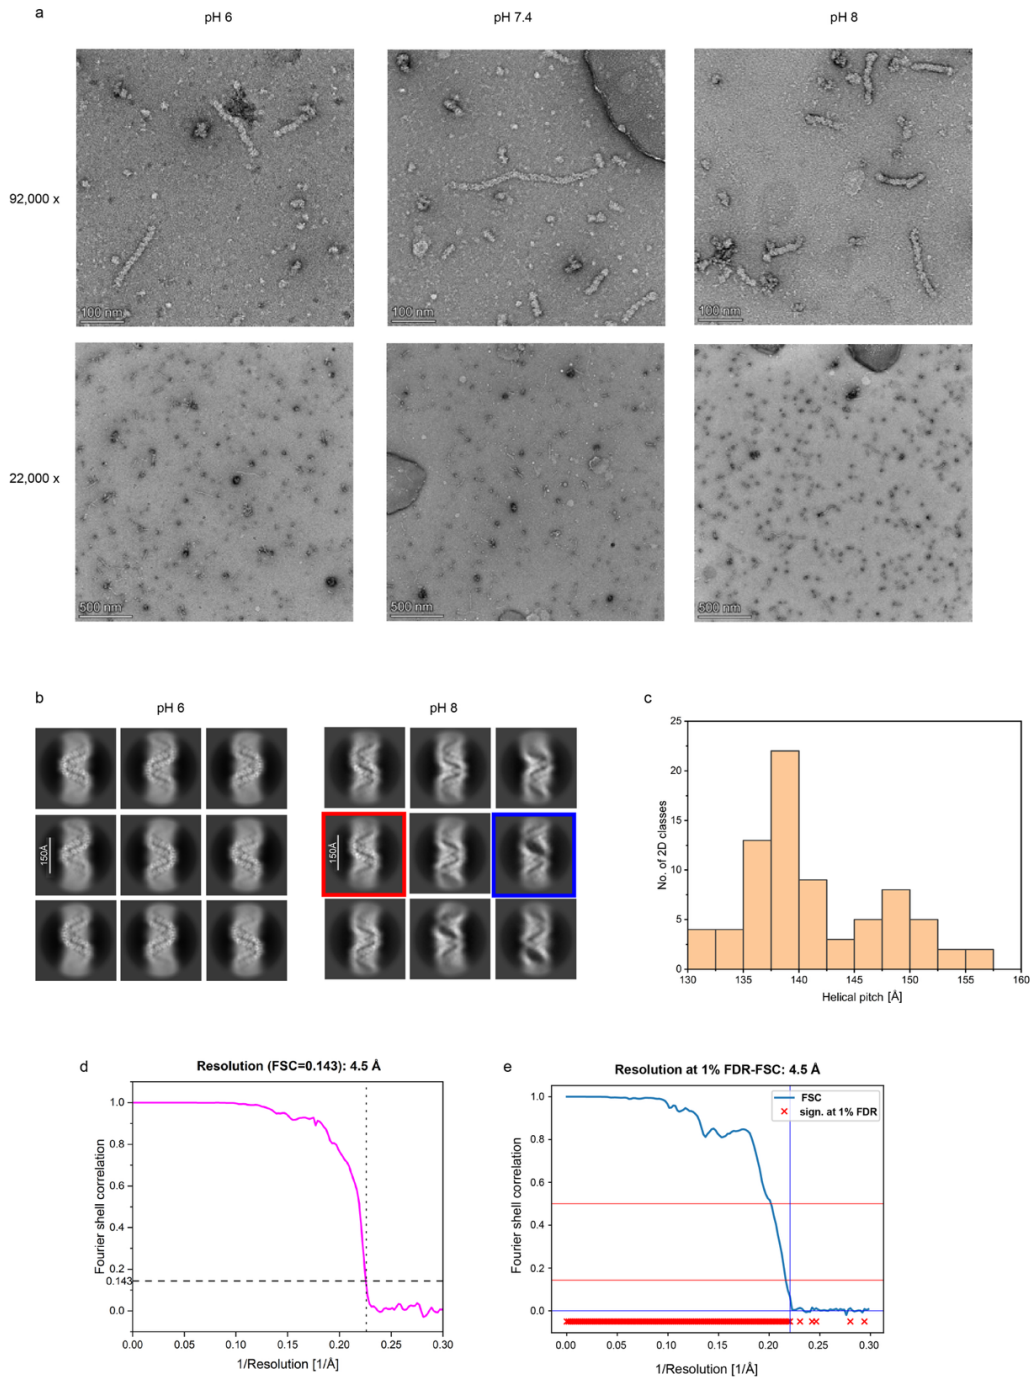 a
pH 6
pH 7.4
pH 8
92,000 x
100 nm
100 nm
100 nm
22,000 x
500 nm
500 nm
500 nm
b
pH 6
pH 8
150Å
150Å
c
25
20
15
10
5
0
No. of 2D classes
130
135
140
145
150
155
160
Helical pitch [Å]
d
Resolution (FSC=0.143): 4.5 Å
1.0
0.8
0.6
0.4
0.2
0.143
0.0
Fourier shell correlation
0.00
0.05
0.10
0.15
0.20
0.25
0.30
1/Resolution [1/Å]
e
Resolution at 1% FDR-FSC: 4.5 Å
FSC
sign. at 1% FDR
1.0
0.8
0.6
0.4
0.2
0.0
Fourier shell correlation
0.00
0.05
0.10
0.15
0.20
0.25
0.30
1/Resolution [1/Å]